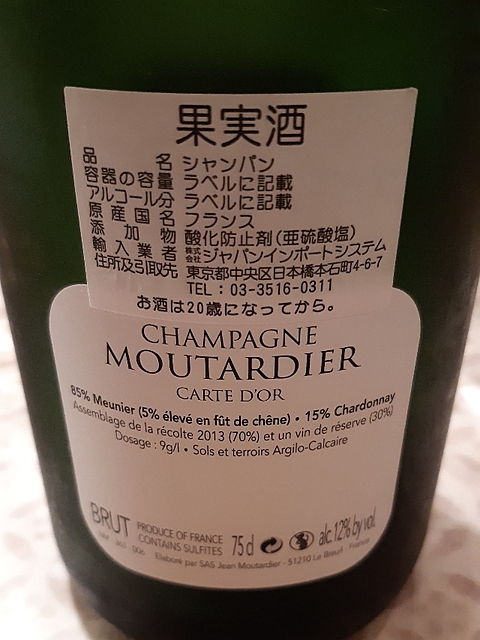 果実酒
品名 シャンパン
容器の容量 ラベルに記載
アルコール分 ラベルに記載
原産国名 フランス
添加物 酸化防止剤(亜硫酸塩)
輸入業者 株式会社ジャパンインポートシステム
住所及引取先 東京都中央区日本橋本石町4-6-7
TEL：03-3516-0311
お酒は20歳になってから。
CHAMPAGNE
MOUTARDIER
CARTE D'OR
85% Meunier (5% élevé en fût de chêne) • 15% Chardonnay
Assemblage de la récolte 2013 (70%) et un vin de réserve (30%)
Dosage : 9g/l • Sols et terroirs Argilo-Calcaire
BRUT PRODUCE OF FRANCE 75cl alc.12% by vol.
CONTAINS SULFITES
Elaboré par SAS Jean Moutardier - 51210 Le Breuil - France